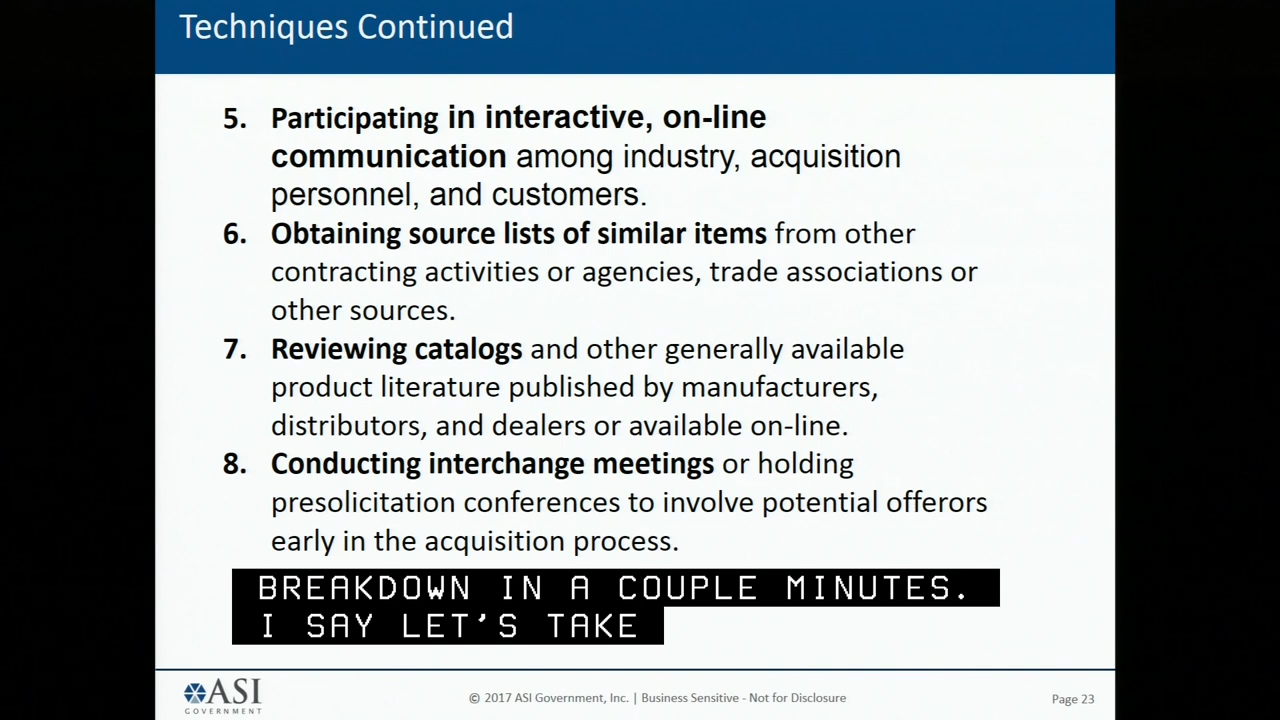 Techniques Continued
5. Participating in interactive, on-line
communication among industry, acquisition
personnel, and customers.
6. Obtaining source lists of similar items from other
contracting activities or agencies, trade associations or
other sources.
7. Reviewing catalogs and other generally available
product literature published by manufacturers,
distributors, and dealers or available on-line.
8. Conducting interchange meetings or holding
presolicitation conferences to involve potential offerors
early in the acquisition process.
BREAKDOWN IN A COUPLE MINUTES.
I SAY LET'S TAKE
ASI
GOVERNMENT
© 2017 ASI Government, Inc. | Business Sensitive - Not for Disclosure
Page 23